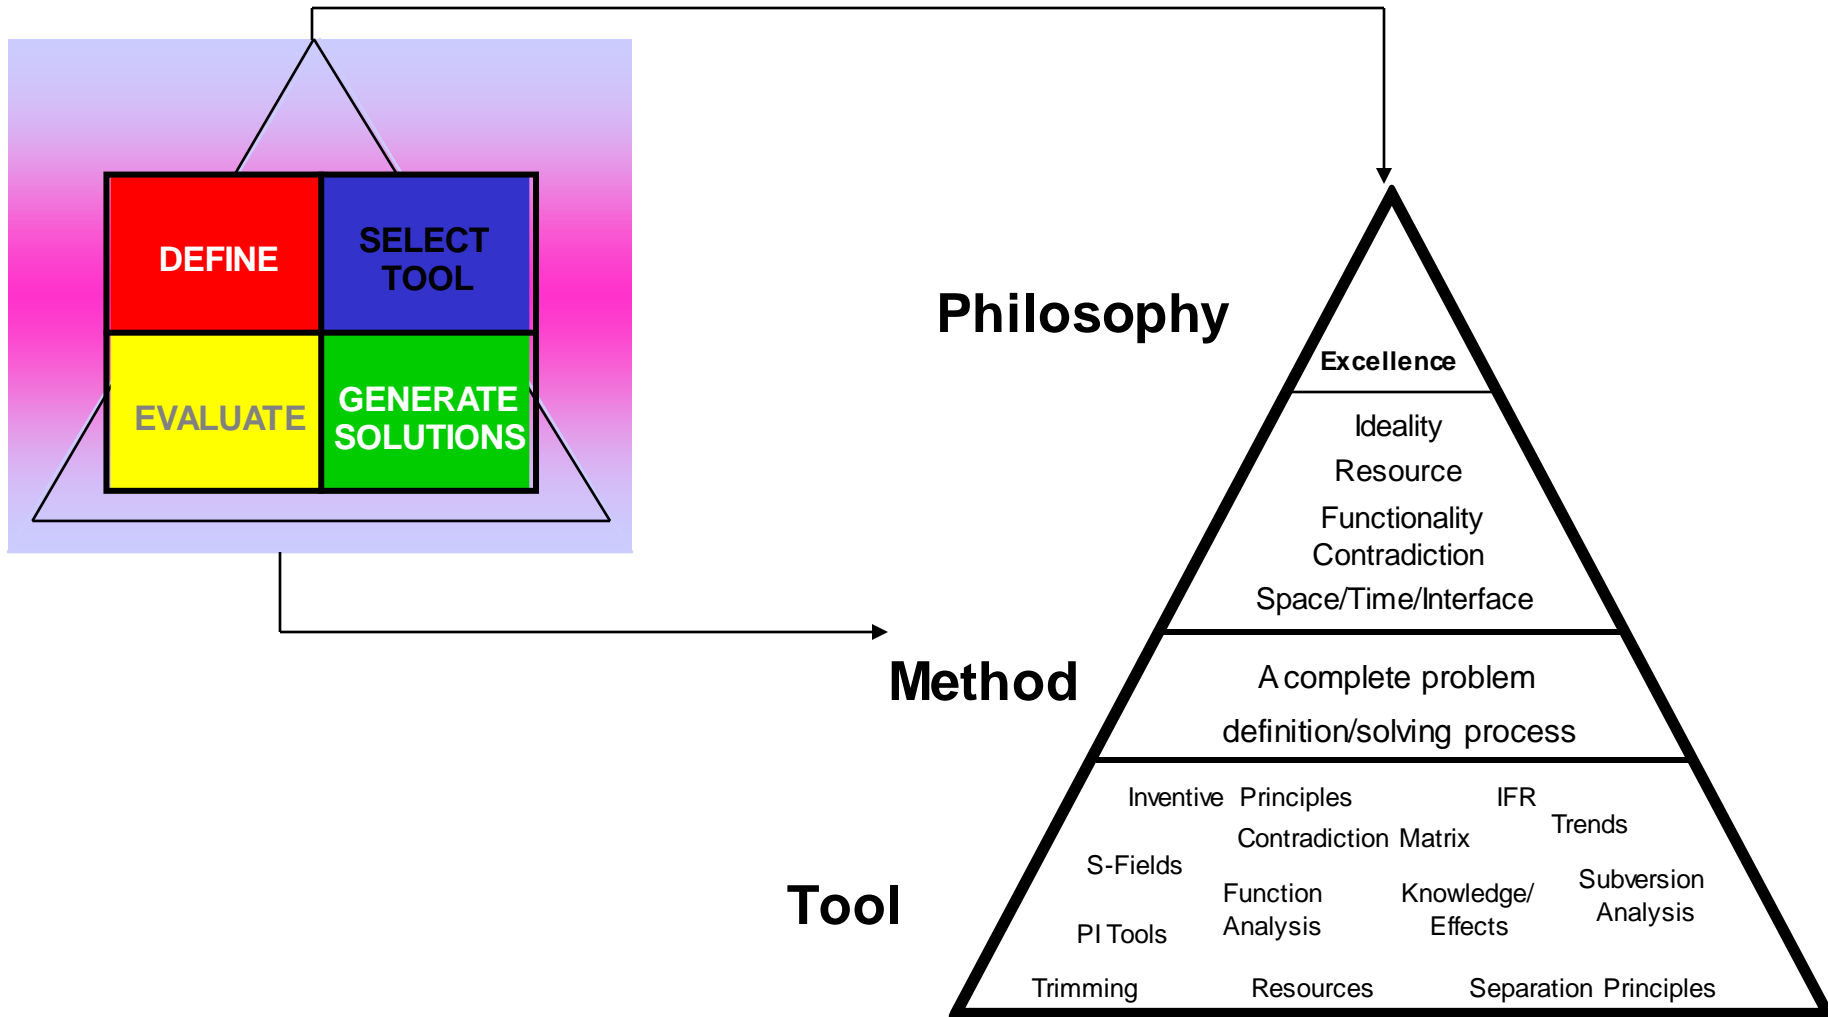 DEFINE
SELECT
TOOL
EVALUATE
GENERATE
SOLUTIONS
Philosophy
Excellence
Ideality
Resource
Functionality
Contradiction
Space/Time/Interface
Method
A complete problem
definition/solving process
Tool
Inventive Principles
IFR
Trends
Contradiction Matrix
S-Fields
Function
Analysis
Knowledge/
Effects
Subversion
Analysis
PI Tools
Trimming
Resources
Separation Principles